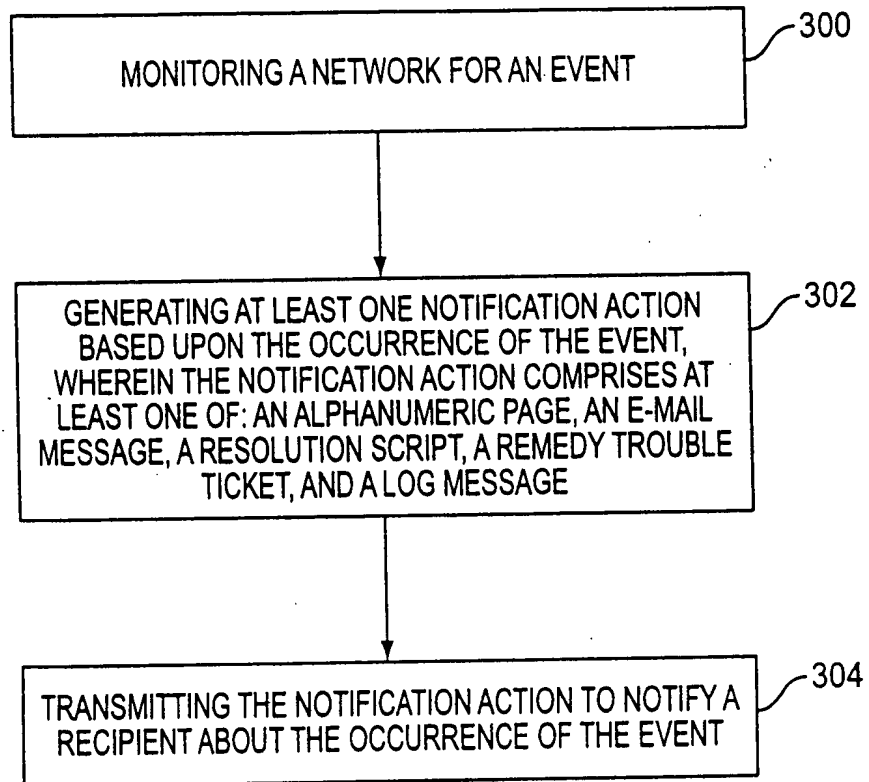 300
MONITORING A NETWORK FOR AN EVENT
302
GENERATING AT LEAST ONE NOTIFICATION ACTION
BASED UPON THE OCCURRENCE OF THE EVENT,
WHEREIN THE NOTIFICATION ACTION COMPRISES AT
LEAST ONE OF: AN ALPHANUMERIC PAGE, AN E-MAIL
MESSAGE, A RESOLUTION SCRIPT, A REMEDY TROUBLE
TICKET, AND A LOG MESSAGE
304
TRANSMITTING THE NOTIFICATION ACTION TO NOTIFY A
RECIPIENT ABOUT THE OCCURRENCE OF THE EVENT